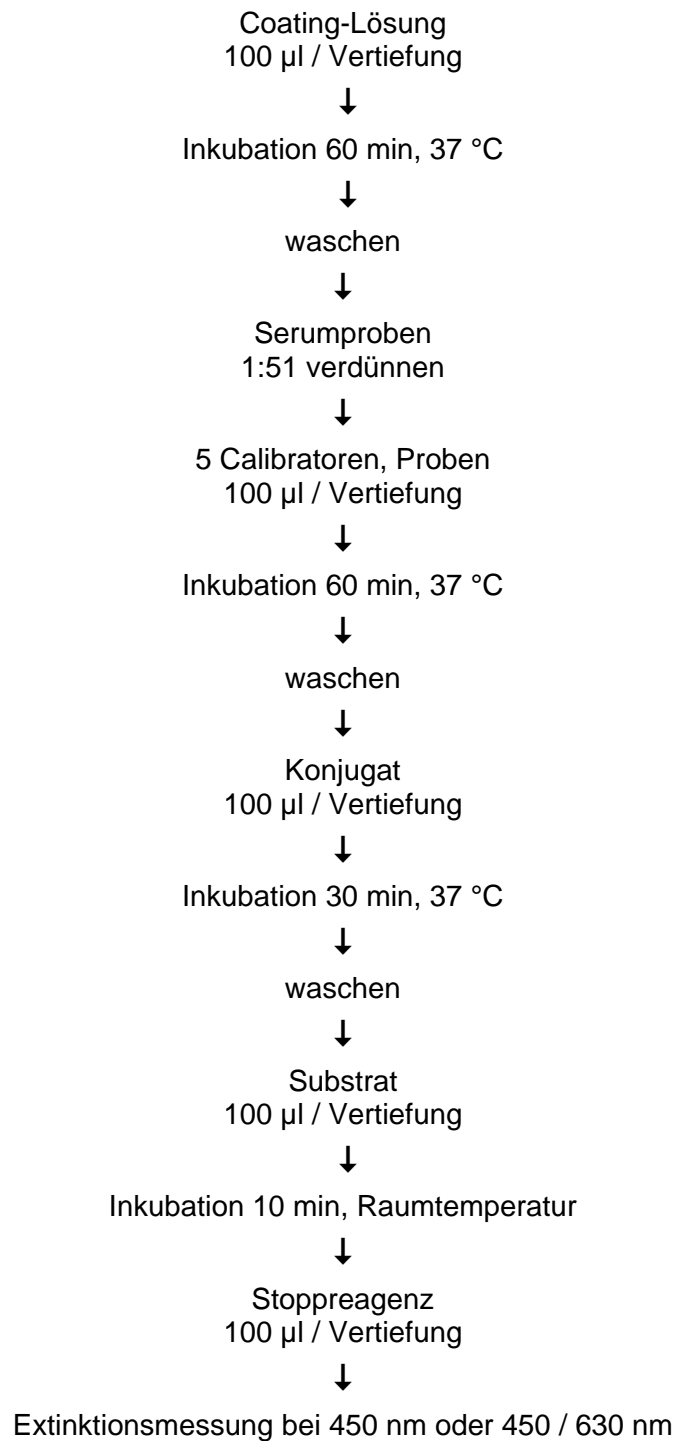 Coating-Lösung
100 µl / Vertiefung
↓
Inkubation 60 min, 37 °C
↓
waschen
↓
Serumproben
1:51 verdünnen
↓
5 Calibratoren, Proben
100 µl / Vertiefung
↓
Inkubation 60 min, 37 °C
↓
waschen
↓
Konjugat
100 µl / Vertiefung
↓
Inkubation 30 min, 37 °C
↓
waschen
↓
Substrat
100 µl / Vertiefung
↓
Inkubation 10 min, Raumtemperatur
↓
Stoppreagenz
100 µl / Vertiefung
↓
Extinktionsmessung bei 450 nm oder 450 / 630 nm